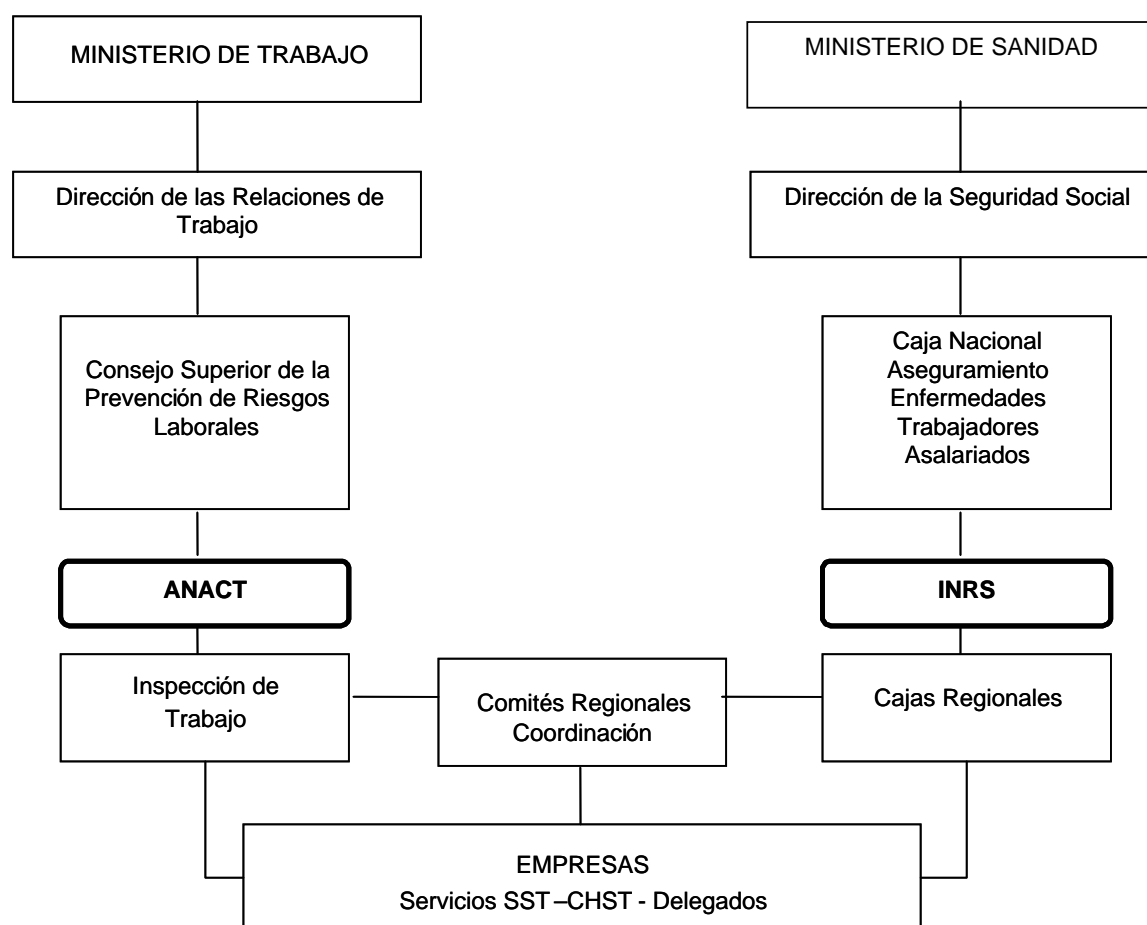 MINISTERIO DE TRABAJO
MINISTERIO DE SANIDAD
Dirección de las Relaciones de
Trabajo
Dirección de la Seguridad Social
Consejo Superior de la
Prevención de Riesgos
Laborales
Caja Nacional
Aseguramiento
Enfermedades
Trabajadores
Asalariados
ANACT
INRS
Inspección de
Trabajo
Comités Regionales
Coordinación
Cajas Regionales
EMPRESAS
Servicios SST –CHST - Delegados